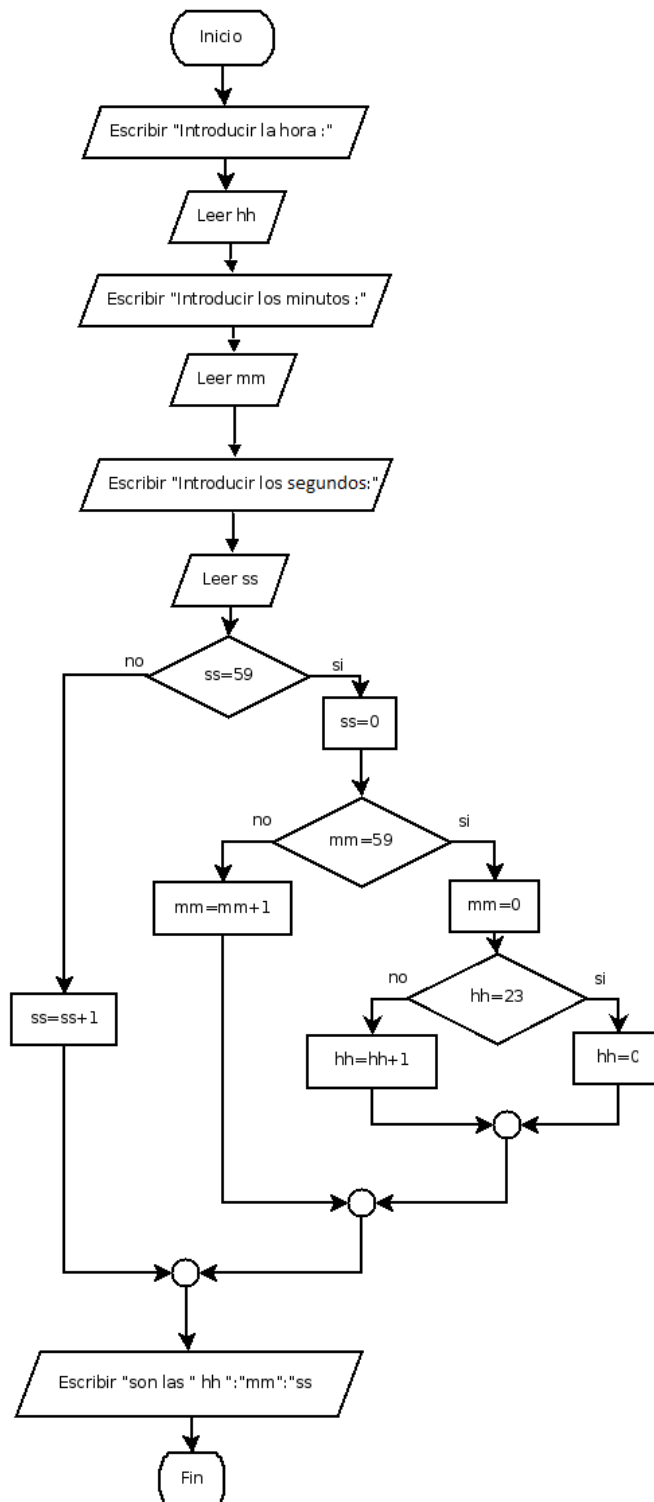 Inicio
Escribir "Introducir la hora :"
Leer hh
Escribir "Introducir los minutos :"
Leer mm
Escribir "Introducir los segundos:"
Leer ss
no
ss=59
si
ss=0
no
mm=59
si
mm=mm+1
mm=0
no
hh=23
si
ss=ss+1
hh=hh+1
hh=0
Escribir "son las " hh ":"mm":"ss
Fin